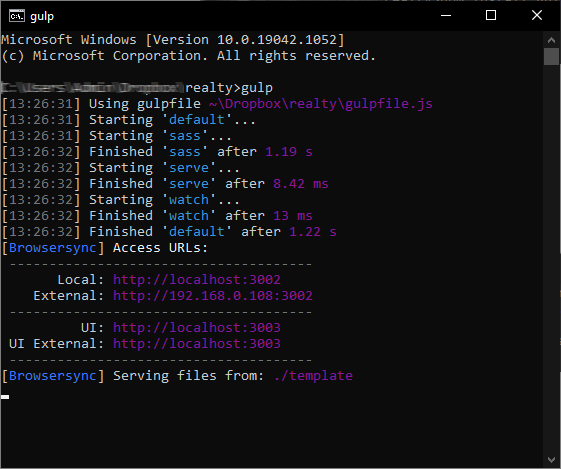 gulp
Microsoft Windows [Version 10.0.19042.1052]
(c) Microsoft Corporation. All rights reserved.
C:\Users\Admin\Dropbox\realty>gulp
[13:26:31] Using gulpfile ~\Dropbox\realty\gulpfile.js
[13:26:31] Starting 'default'...
[13:26:31] Starting 'sass'...
[13:26:32] Finished 'sass' after 1.19 s
[13:26:32] Starting 'serve'...
[13:26:32] Finished 'serve' after 8.42 ms
[13:26:32] Starting 'watch'...
[13:26:32] Finished 'watch' after 13 ms
[13:26:32] Finished 'default' after 1.22 s
[Browsersync] Access URLs:
--------------------------------------
Local: http://localhost:3002
External: http://192.168.0.108:3002
--------------------------------------
UI: http://localhost:3003
UI External: http://localhost:3003
--------------------------------------
[Browsersync] Serving files from: ./template